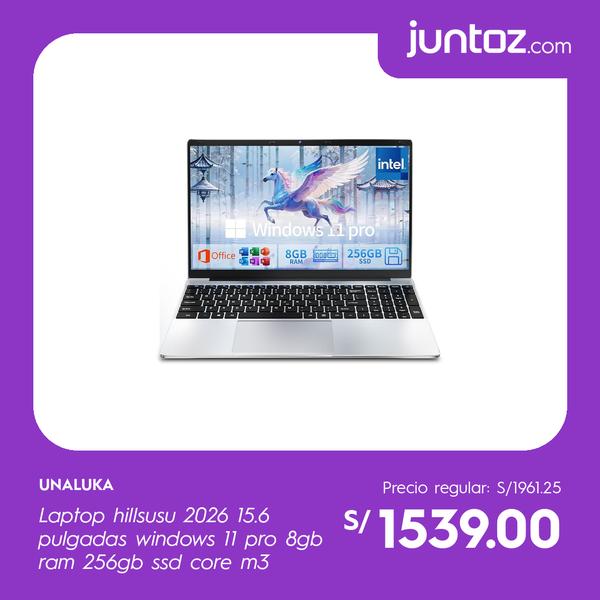 juntoz.com
intel
Windows 11 pro
Office
8GB
RAM
256GB
SSD
UNALUKA
Laptop hillsusu 2026 15.6
pulgadas windows 11 pro 8gb
ram 256gb ssd core m3
Precio regular: S/1961.25
S/ 1539.00